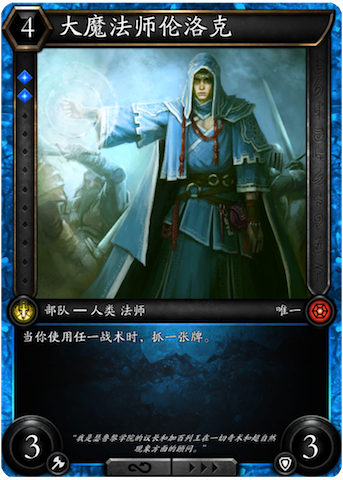 4
大魔法师伦洛克
部队 — 人类 法师
唯一
当你使用任一战术时，抓一张牌。
"我是瑟鲁黎学院的议长和加百列王在一切奇术和超自然
现象方面的顾问。"
3
3